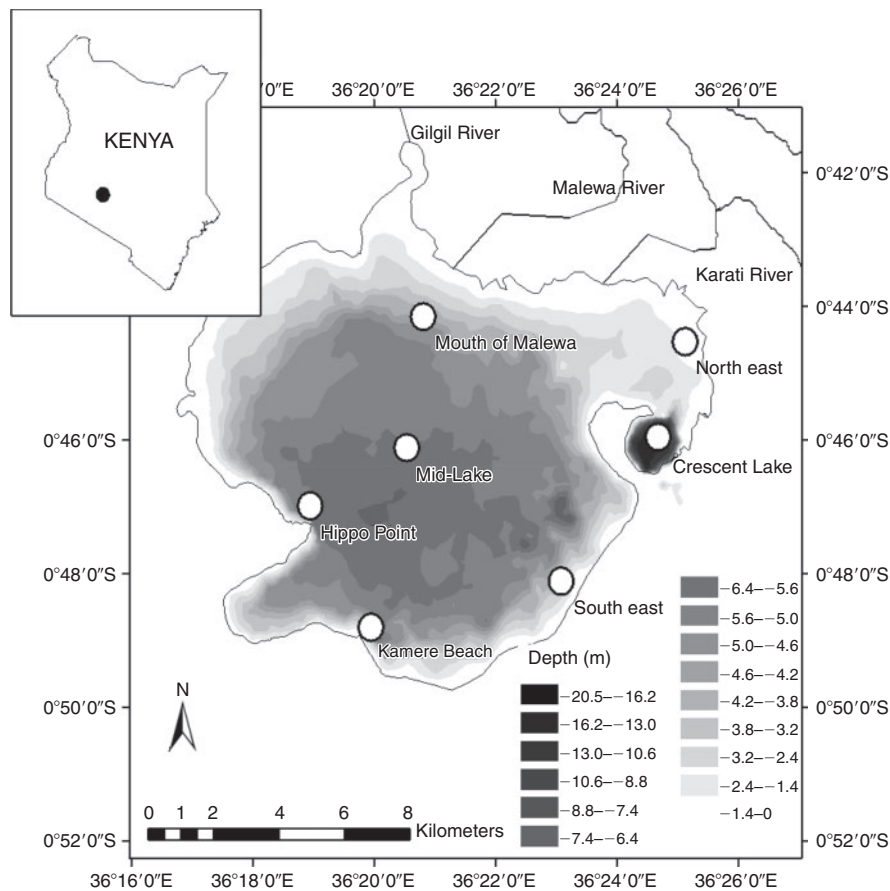 KENYA
0″E
36°20′0″E
36°22′0″E
36°24′0″E
36°26′0″E
Gilgil River
Malewa River
Karati River
0°42′0″S
0°44′0″S
0°46′0″S
0°48′0″S
0°50′0″S
0°52′0″S
Mouth of Malewa
North east
Crescent Lake
Mid-Lake
Hippo Point
South east
Kamere Beach
0°46′0″S
0°48′0″S
0°50′0″S
0°52′0″S
N
0 1 2 4 6 8
Kilometers
Depth (m)
−20.5–−16.2
−16.2–−13.0
−13.0–−10.6
−10.6–−8.8
−8.8–−7.4
−7.4–−6.4
−6.4–−5.6
−5.6–−5.0
−5.0–−4.6
−4.6–−4.2
−4.2–−3.8
−3.8–−3.2
−3.2–−2.4
−2.4–−1.4
−1.4–0
36°16′0″E
36°18′0″E
36°20′0″E
36°22′0″E
36°24′0″E
36°26′0″E